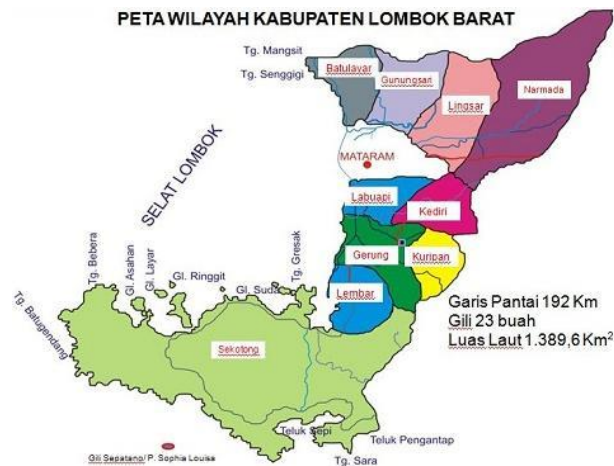 PETA WILAYAH KABUPATEN LOMBOK BARAT
Tg. Mangsit
Tg. Senggigi
Batulayar
Gunungsari
Lingsar
Narmada
MATARAM
SELAT LOMBOK
Labuapi
Kediri
Gerung
Kuripan
Lembar
Tg. Bebera
Gl. Asahan
Gl. Layar
Gl. Ringgit
Gl. Suda
Tg. Gresak
Tg. Batugendang
Sekotong
Garis Pantai 192 Km
Gili 23 buah
Luas Laut 1.389,6 Km²
Teluk Sepi
Teluk Pengantap
Tg. Sara
Gili Sepatang/ P. Sophia Louisa